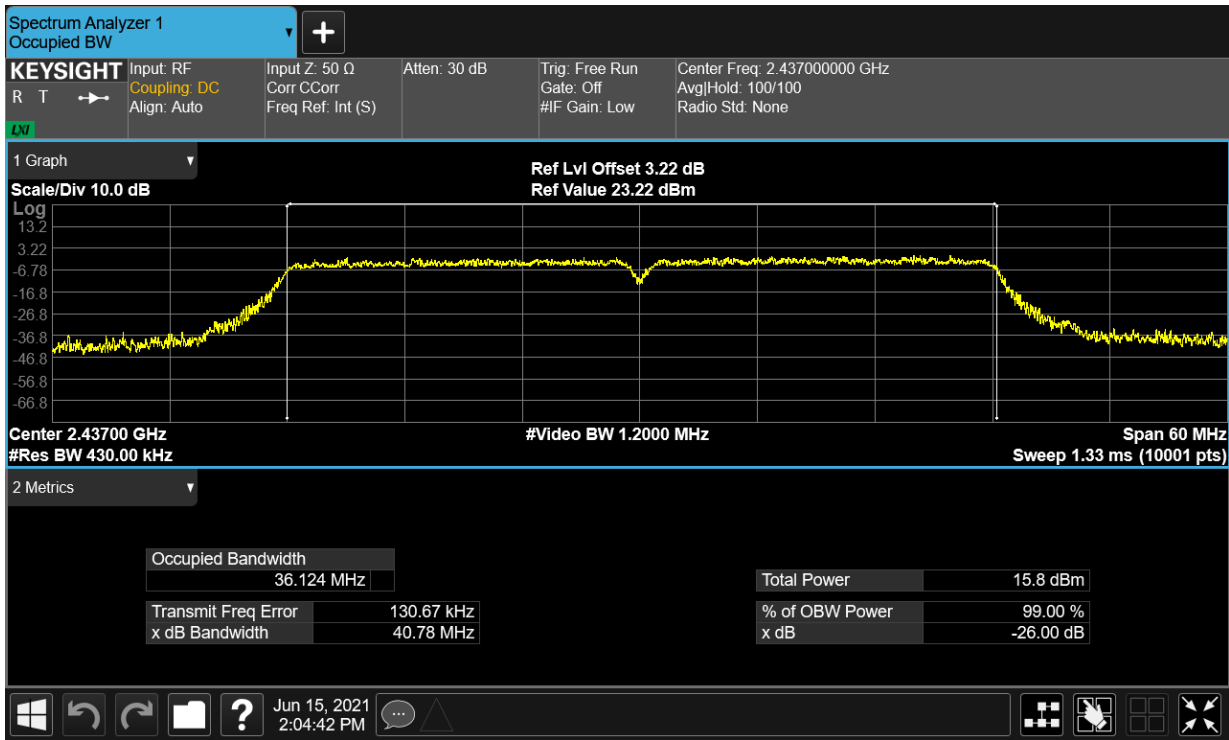 Spectrum Analyzer 1
Occupied BW
KEYSIGHT
R T
LXI
Input: RF
Coupling: DC
Align: Auto
Input Z: 50 Ω
Corr CCorr
Freq Ref: Int (S)
Atten: 30 dB
Trig: Free Run
Gate: Off
#IF Gain: Low
Center Freq: 2.437000000 GHz
Avg|Hold: 100/100
Radio Std: None
1 Graph
Scale/Div 10.0 dB
Ref Lvl Offset 3.22 dB
Ref Value 23.22 dBm
Log
13.2
3.22
-6.78
-16.8
-26.8
-36.8
-46.8
-56.8
-66.8
Center 2.43700 GHz
#Video BW 1.2000 MHz
Span 60 MHz
#Res BW 430.00 kHz
Sweep 1.33 ms (10001 pts)
2 Metrics
Occupied Bandwidth
36.124 MHz
Total Power 15.8 dBm
Transmit Freq Error 130.67 kHz
% of OBW Power 99.00 %
x dB Bandwidth 40.78 MHz
x dB -26.00 dB
?
Jun 15, 2021
2:04:42 PM